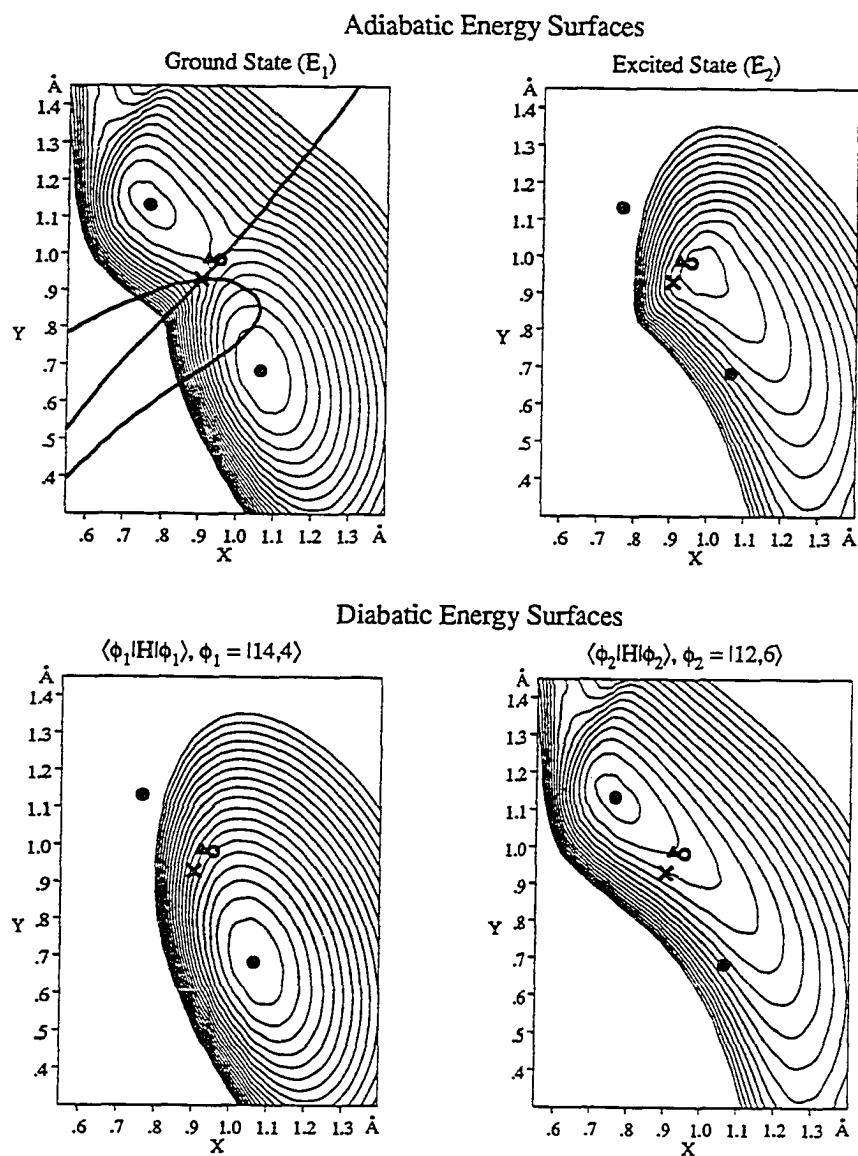 Adiabatic Energy Surfaces
Ground State (E₁)
Å
1.4
1.3
1.2
1.1
1.0
.9
Y .8
.7
.6
.5
.4
.6 .7 .8 .9 1.0 1.1 1.2 1.3 Å
X
Excited State (E₂)
Å
1.4
1.3
1.2
1.1
1.0
.9
Y .8
.7
.6
.5
.4
.6 .7 .8 .9 1.0 1.1 1.2 1.3 Å
X
Diabatic Energy Surfaces
⟨ϕ₁|H|ϕ₁⟩, ϕ₁ = |14,4⟩
Å
1.4
1.3
1.2
1.1
1.0
.9
Y .8
.7
.6
.5
.4
.6 .7 .8 .9 1.0 1.1 1.2 1.3 Å
X
⟨ϕ₂|H|ϕ₂⟩, ϕ₂ = |12,6⟩
Å
1.4
1.3
1.2
1.1
1.0
.9
Y .8
.7
.6
.5
.4
.6 .7 .8 .9 1.0 1.1 1.2 1.3 Å
X